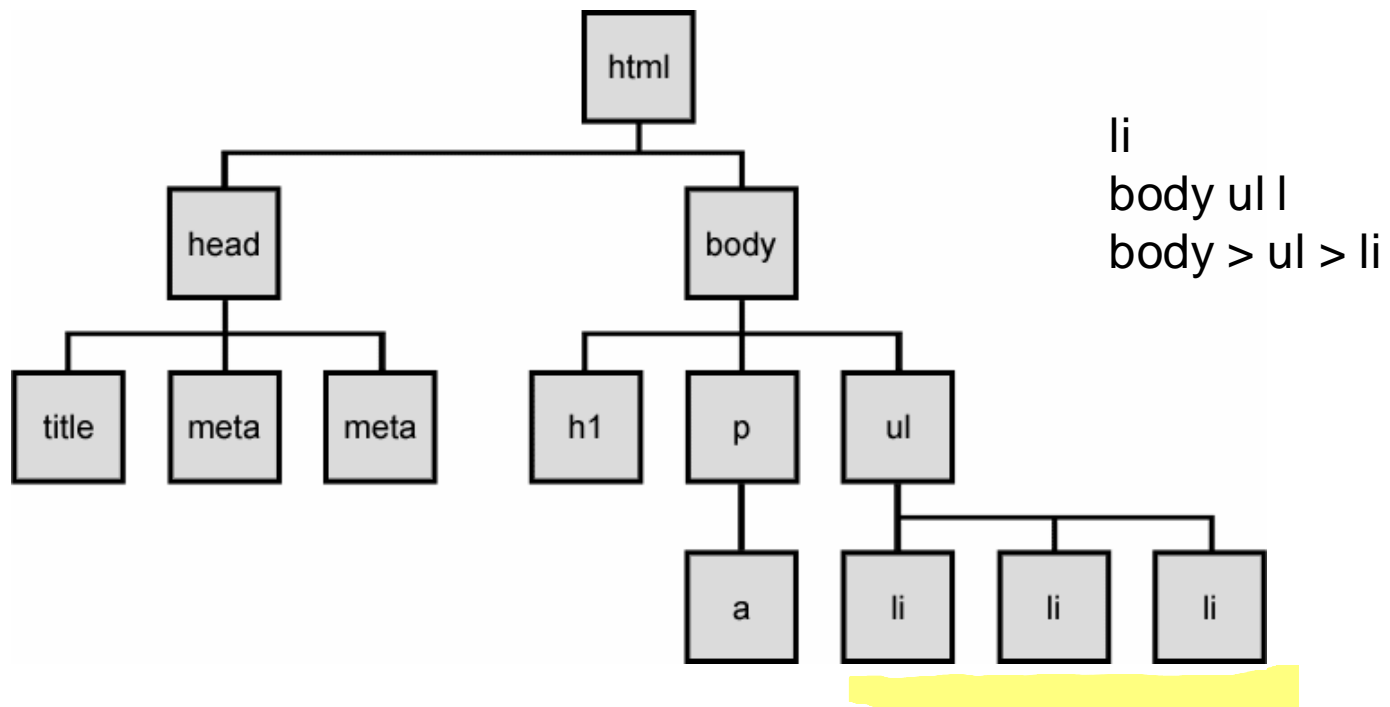 html
li
body ul l
body > ul > li
head body
title meta meta h1 p ul
a li li li